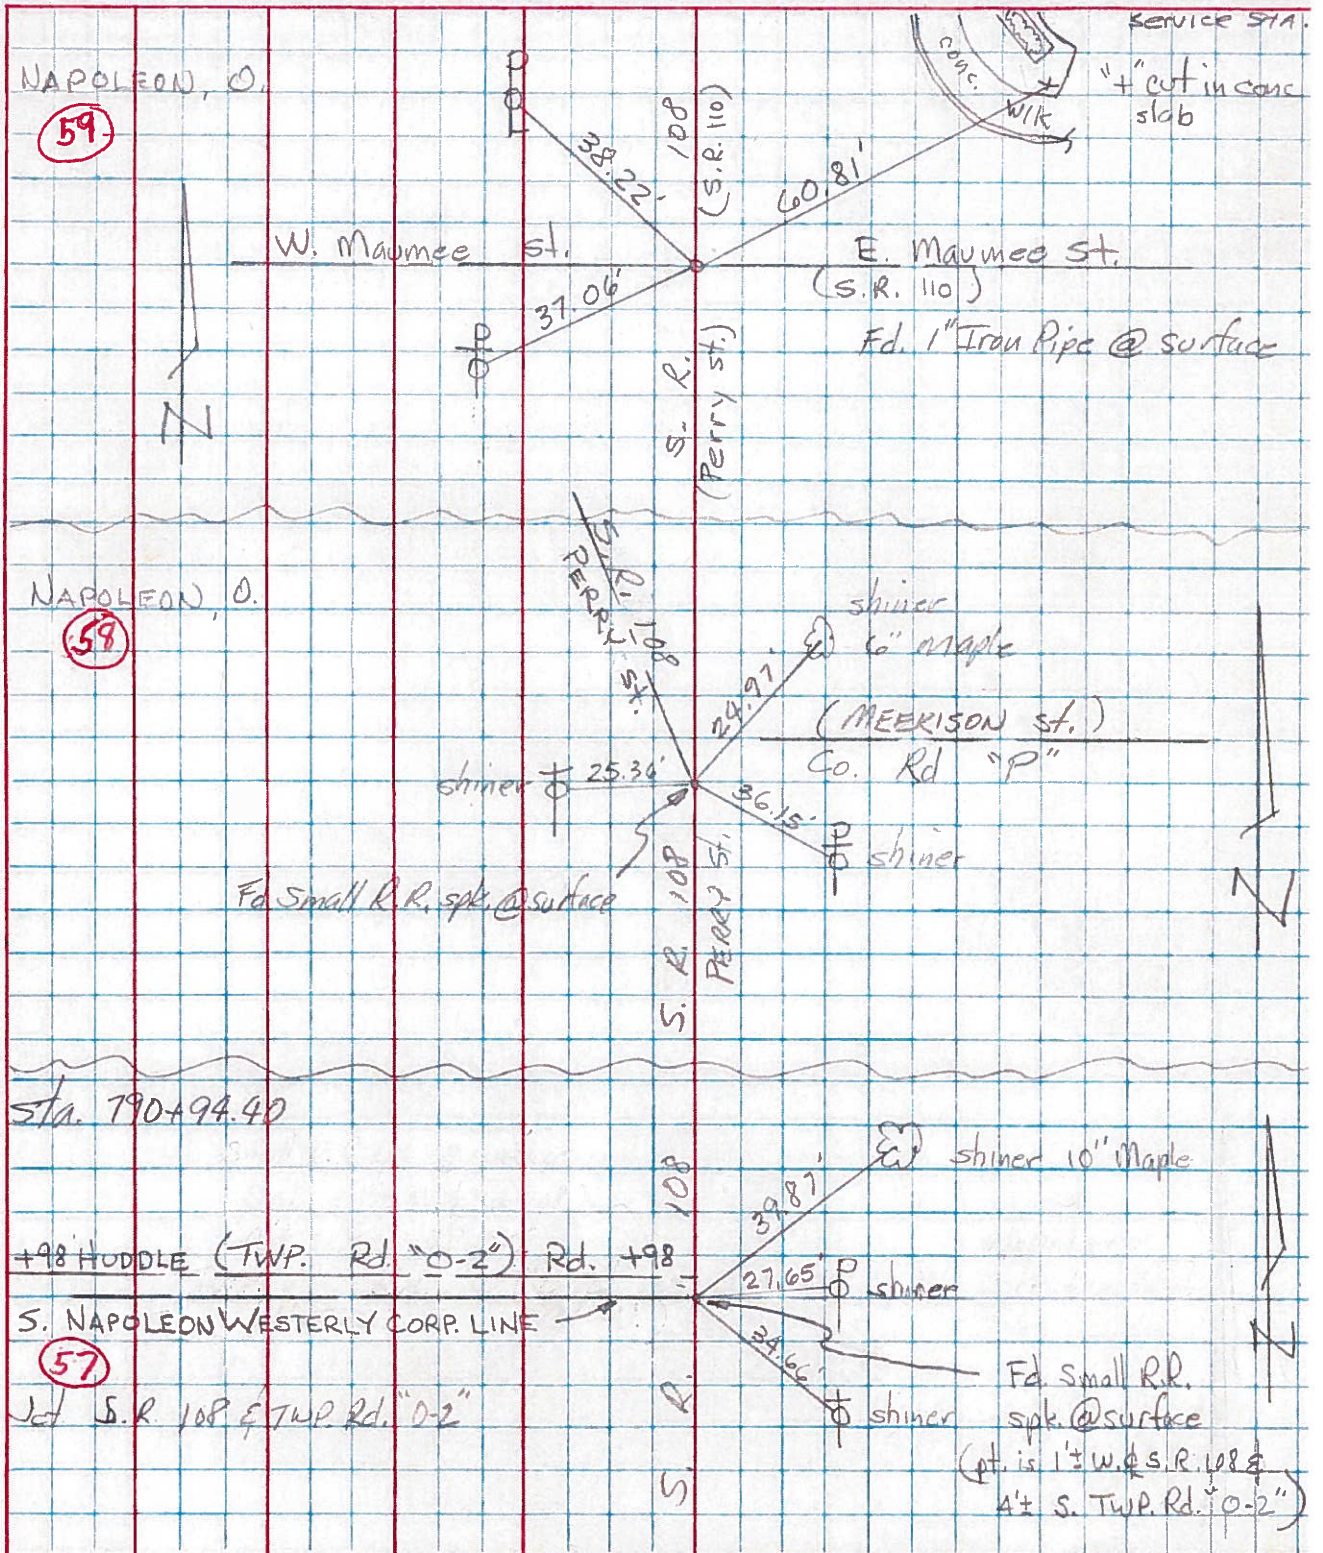 Service STA.
NAPOLEON, O.
59
conc.
WLK
"+" cut in conc
slab
S. R. 108
(S.R. 110)
38.22'
60.81'
W. Maumee St.
E. Maumee St.
(S.R. 110)
37.06'
P
Fd. 1" Iron Pipe @ surface
(Perry St.)
N
NAPOLEON, O.
58
S.R. 108
PERRY St.
shiner
6" maple
24.97'
(MEEKISON St.)
Co. Rd "P"
shiner
25.36'
36.15'
P
shiner
Fd Small R.R. spk. @ surface
S. R. 108
PERRY St.
N
Sta. 790+94.40
shiner 10" Maple
39.87'
S. R. 108
+98 HUDDLE (TWP. Rd. "O-2") Rd. +98
27.65'
P
shiner
S. NAPOLEON WESTERLY CORP. LINE
34.66'
57
N
Fd. Small R.R.
spk. @ surface
Jct S.R. 108 & TWP. Rd. "O-2"
shiner
(pt. is 1'± W. ℄ S.R. 108 &
4'± S. TWP. Rd. "O-2")